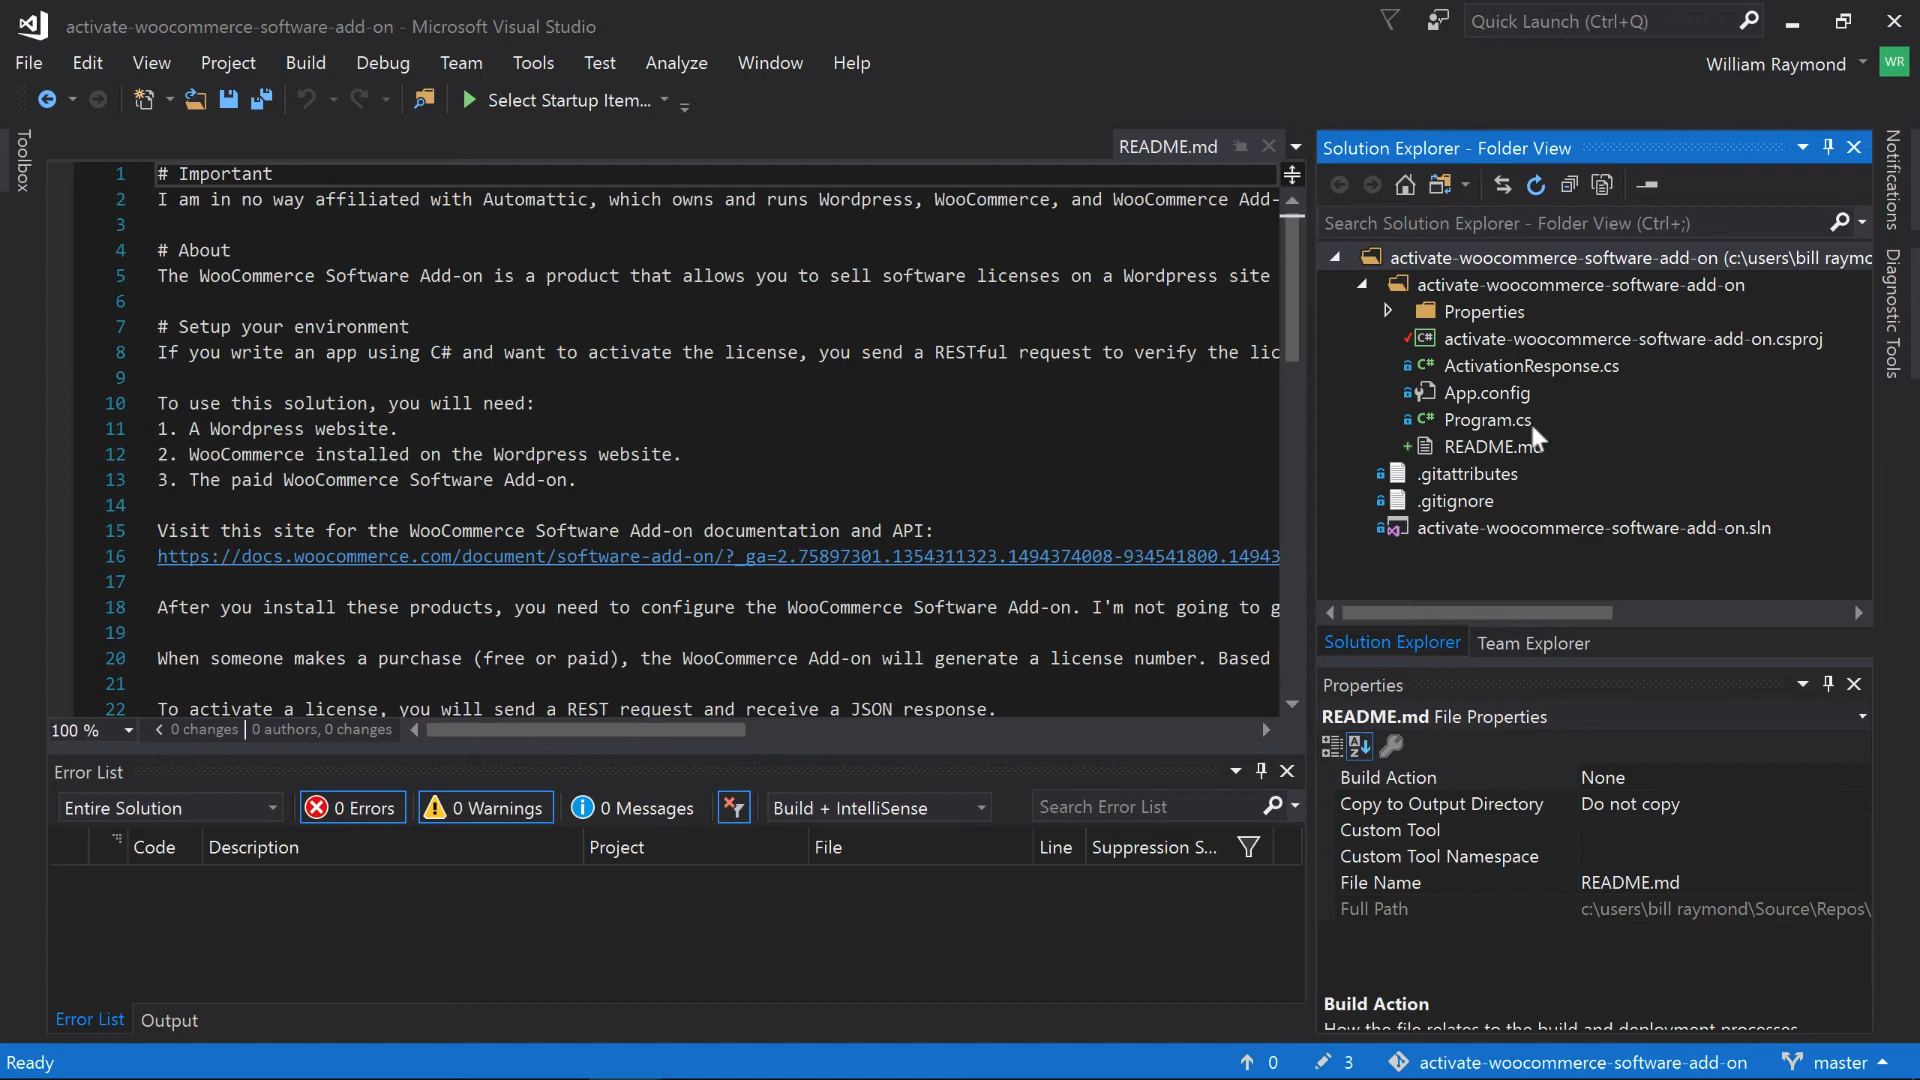 activate-woocommerce-software-add-on - Microsoft Visual Studio
Quick Launch (Ctrl+Q)
File Edit View Project Build Debug Team Tools Test Analyze Window Help
William Raymond
WR
Select Startup Item...
Toolbox
README.md
1 # Important
2 I am in no way affiliated with Automattic, which owns and runs Wordpress, WooCommerce, and WooCommerce Add-
3
4 # About
5 The WooCommerce Software Add-on is a product that allows you to sell software licenses on a Wordpress site
6
7 # Setup your environment
8 If you write an app using C# and want to activate the license, you send a RESTful request to verify the lic
9
10 To use this solution, you will need:
11 1. A Wordpress website.
12 2. WooCommerce installed on the Wordpress website.
13 3. The paid WooCommerce Software Add-on.
14
15 Visit this site for the WooCommerce Software Add-on documentation and API:
16 https://docs.woocommerce.com/document/software-add-on/?_ga=2.75897301.1354311323.1494374008-934541800.14943
17
18 After you install these products, you need to configure the WooCommerce Software Add-on. I'm not going to g
19
20 When someone makes a purchase (free or paid), the WooCommerce Add-on will generate a license number. Based
21
22 To activate a license, you will send a REST request and receive a JSON response.
100 %
0 changes | 0 authors, 0 changes
Error List
Entire Solution
0 Errors
0 Warnings
0 Messages
Build + IntelliSense
Search Error List
Code Description Project File Line Suppression S...
Error List Output
Solution Explorer - Folder View
Search Solution Explorer - Folder View (Ctrl+;)
activate-woocommerce-software-add-on (c:\users\bill raymo
activate-woocommerce-software-add-on
Properties
C# activate-woocommerce-software-add-on.csproj
C# ActivationResponse.cs
App.config
C# Program.cs
README.md
.gitattributes
.gitignore
activate-woocommerce-software-add-on.sln
Solution Explorer Team Explorer
Properties
README.md File Properties
Build Action None
Copy to Output Directory Do not copy
Custom Tool
Custom Tool Namespace
File Name README.md
Full Path c:\users\bill raymond\Source\Repos\
Build Action
How the file relates to the build and deployment processes.
Notifications
Diagnostic Tools
Ready
0
3
activate-woocommerce-software-add-on
master